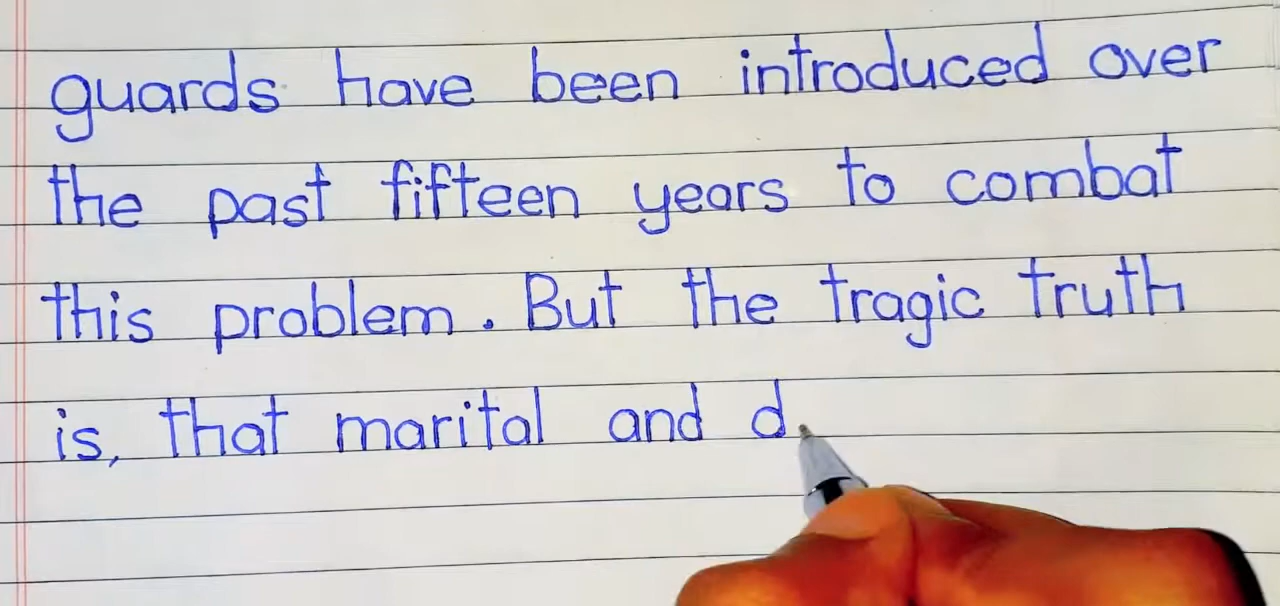 guards have been introduced over
the past fifteen years to combat
this problem. But the tragic truth
is, that marital and d